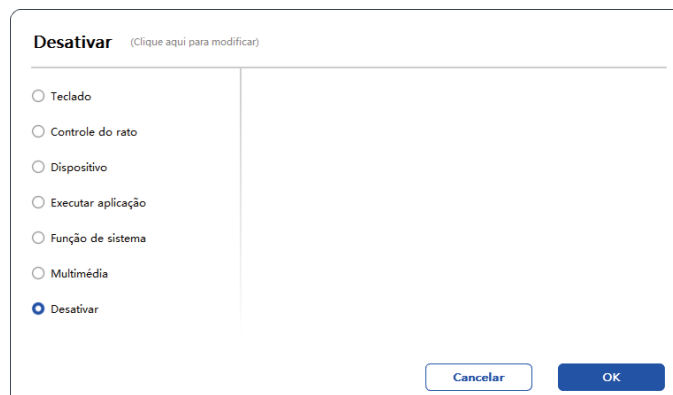 Desativar (Clique aqui para modificar)
Teclado
Controle do rato
Dispositivo
Executar aplicação
Função de sistema
Multimédia
Desativar
Cancelar OK